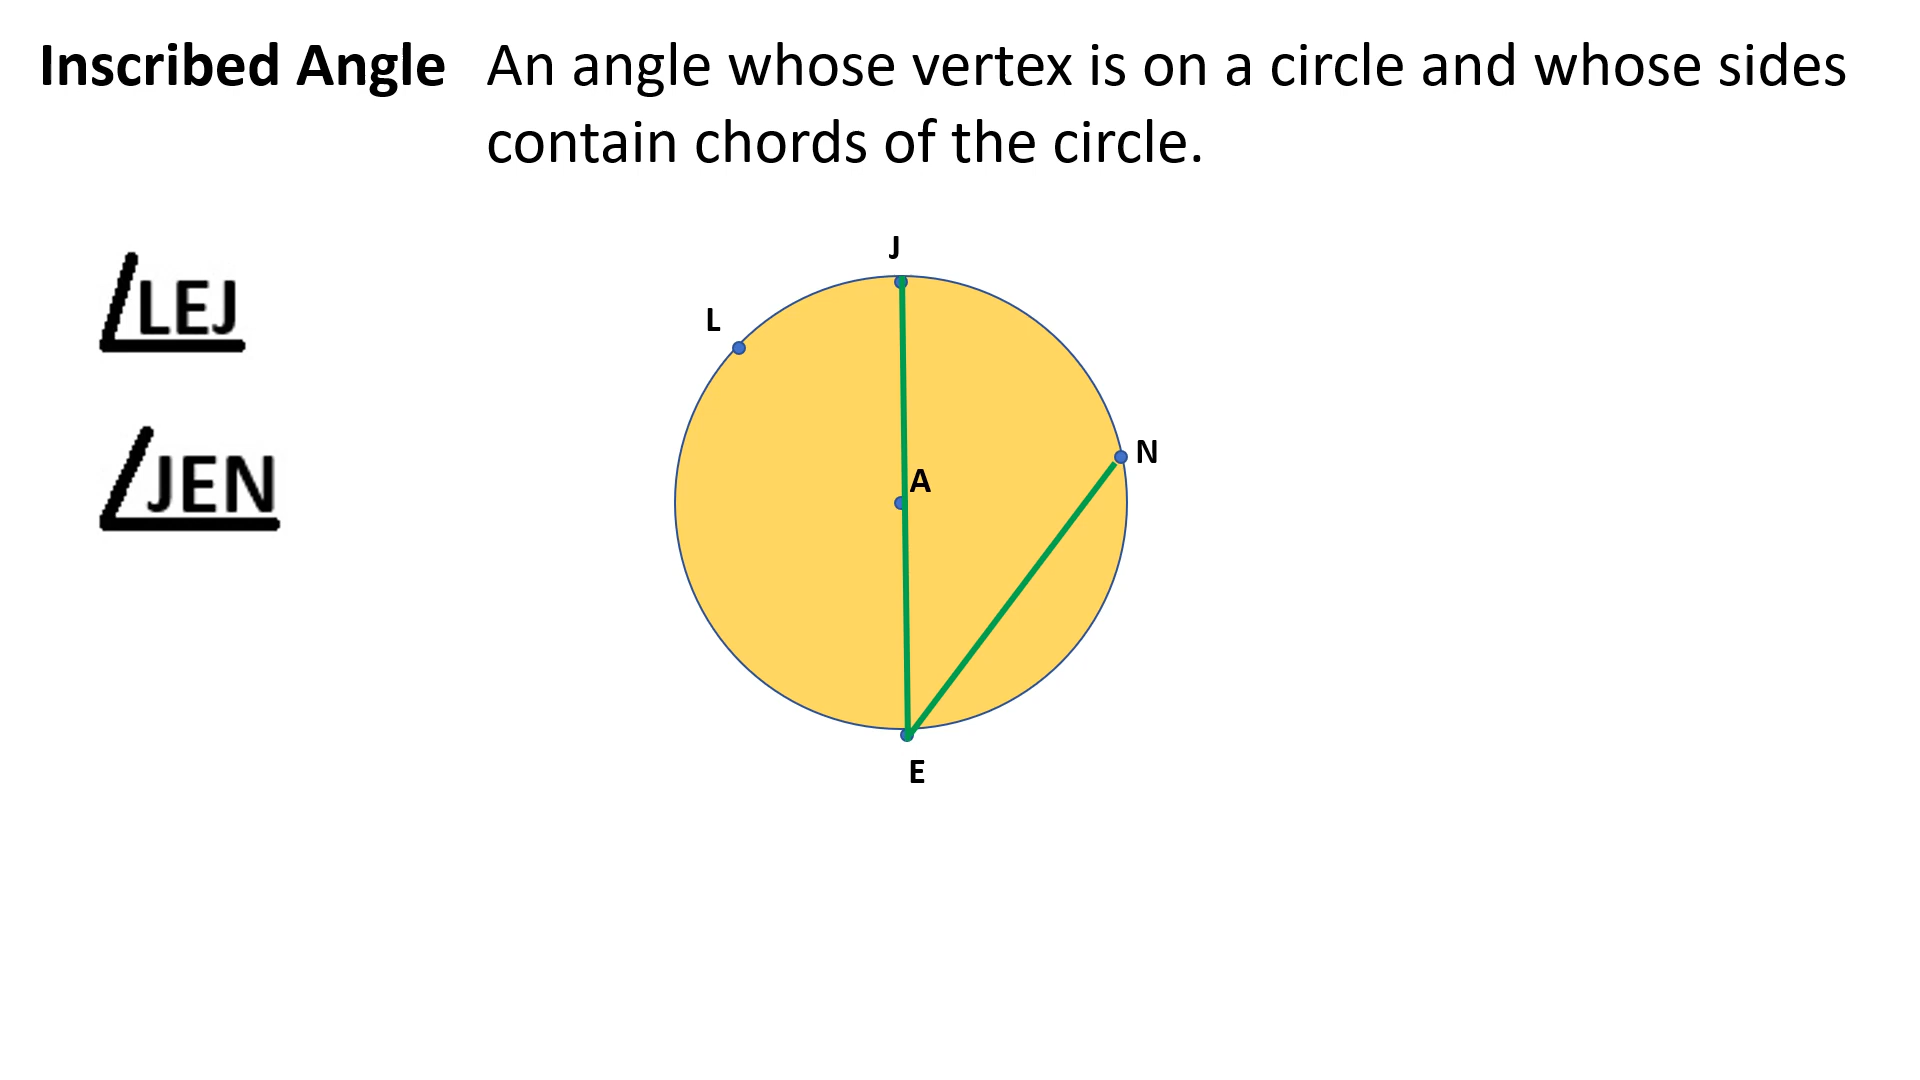 Inscribed Angle An angle whose vertex is on a circle and whose sides
contain chords of the circle.
J
L
LEJ
N
A
JEN
E